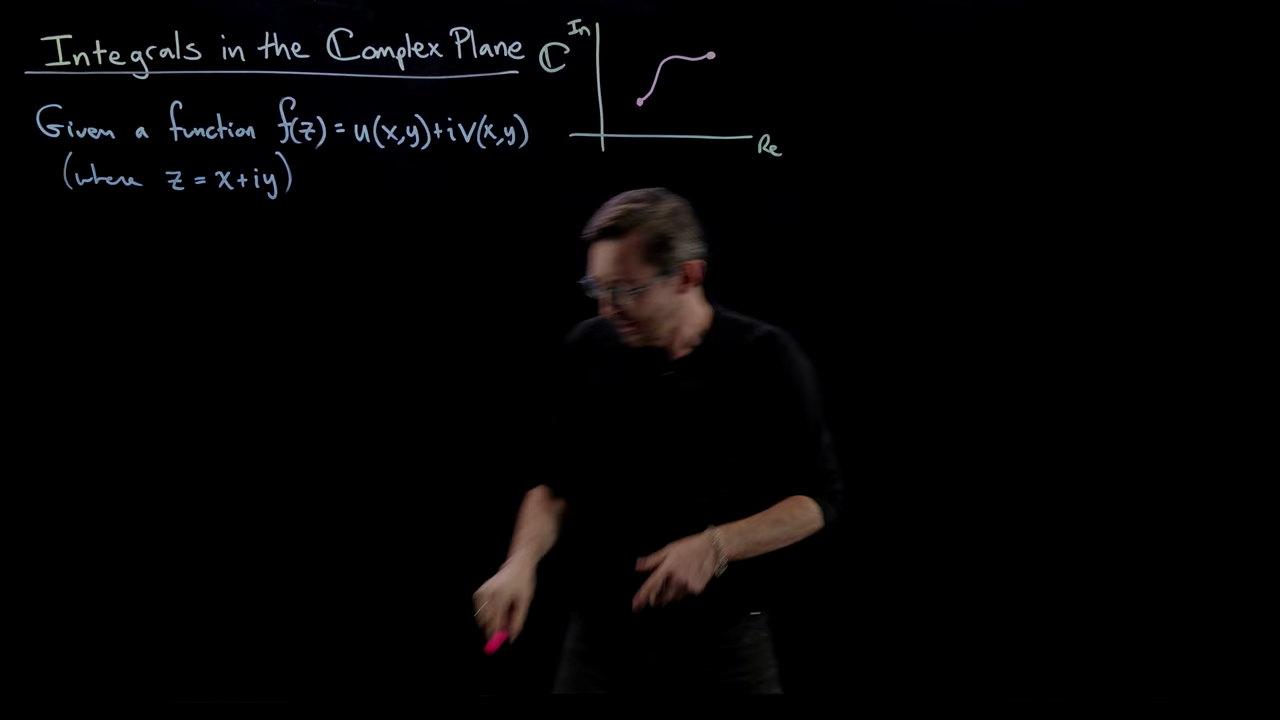 Integrals in the Complex Plane
Given a function f(z) = u(x,y)+iv(x,y)
(where z = x+iy)
ℂ
Im
Re